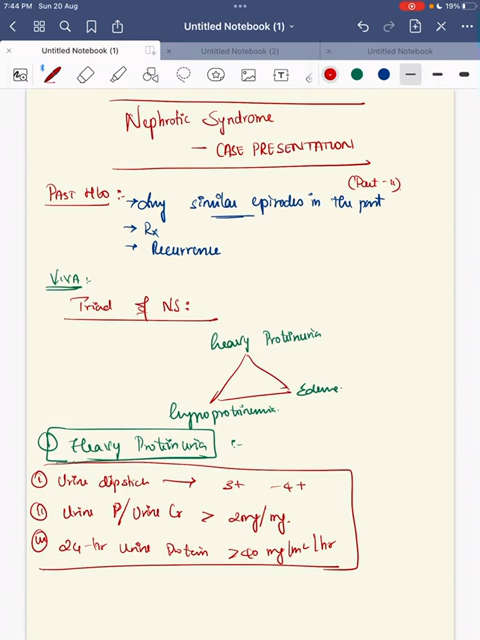 7:44 PM Sun 20 Aug
19%
Untitled Notebook (1)
Untitled Notebook (1)
Untitled Notebook (2)
Untitled Notebook
Nephrotic Syndrome
— CASE PRESENTATION
(Part - II)
PAST H/O :- → Any similar episodes in the past
→ Rx
→ Recurrence
VIVA :-
Triad of NS:
heavy Proteinuria
Edema.
hypoproteinemia.
① Heavy Proteinuria :-
(i) Urine dipstick → 3+ - 4+
(ii) Urine P/Urine Cr > 2mg/mg.
(iii) 24-hr Urine Protein > 40 mg/m²/hr